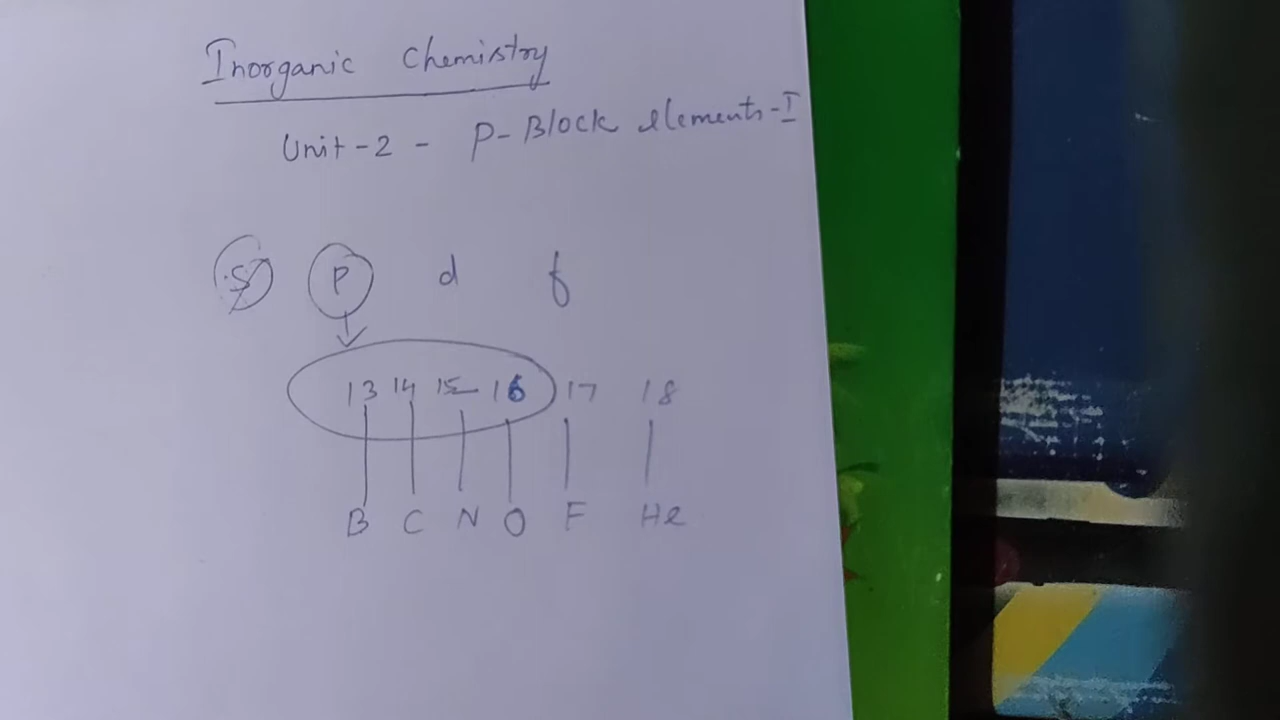 Inorganic Chemistry
Unit-2 - P-Block elements-I
S P d f
13 14 15 16 17 18
B C N O F He